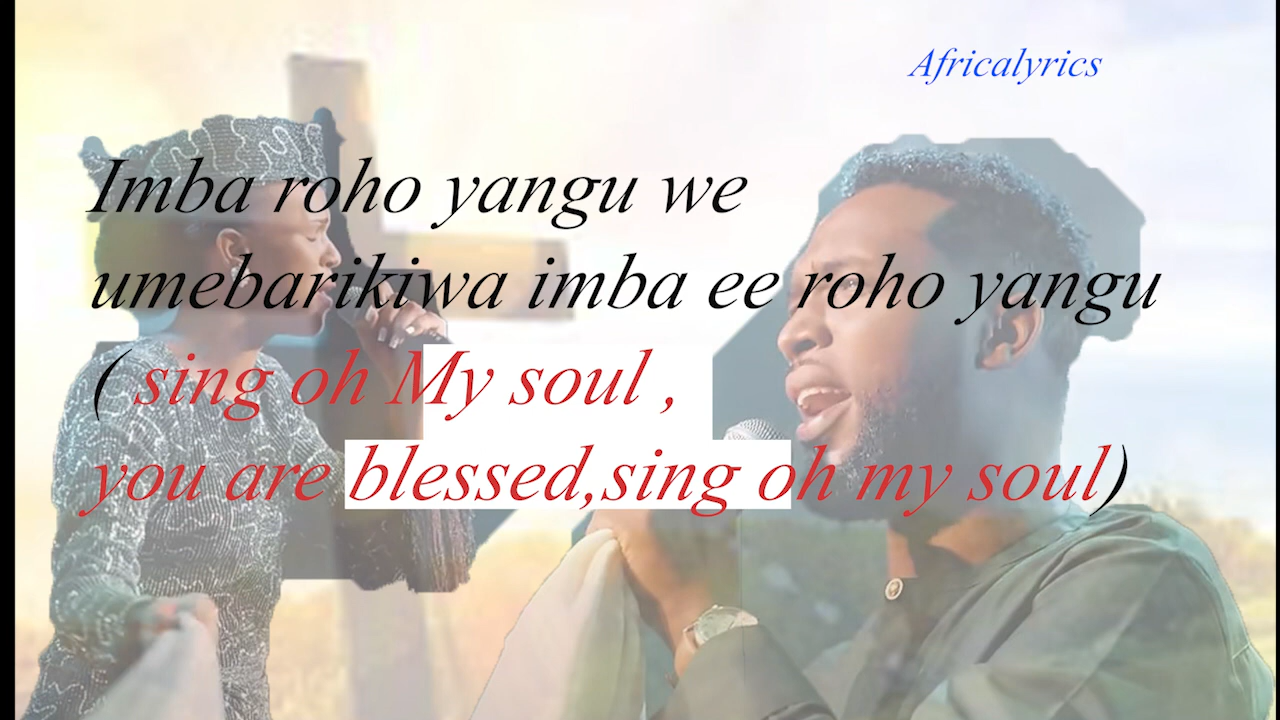 Africalyrics
Imba roho yangu we
umebarikiwa imba ee roho yangu
( sing oh My soul ,
you are blessed,sing oh my soul)